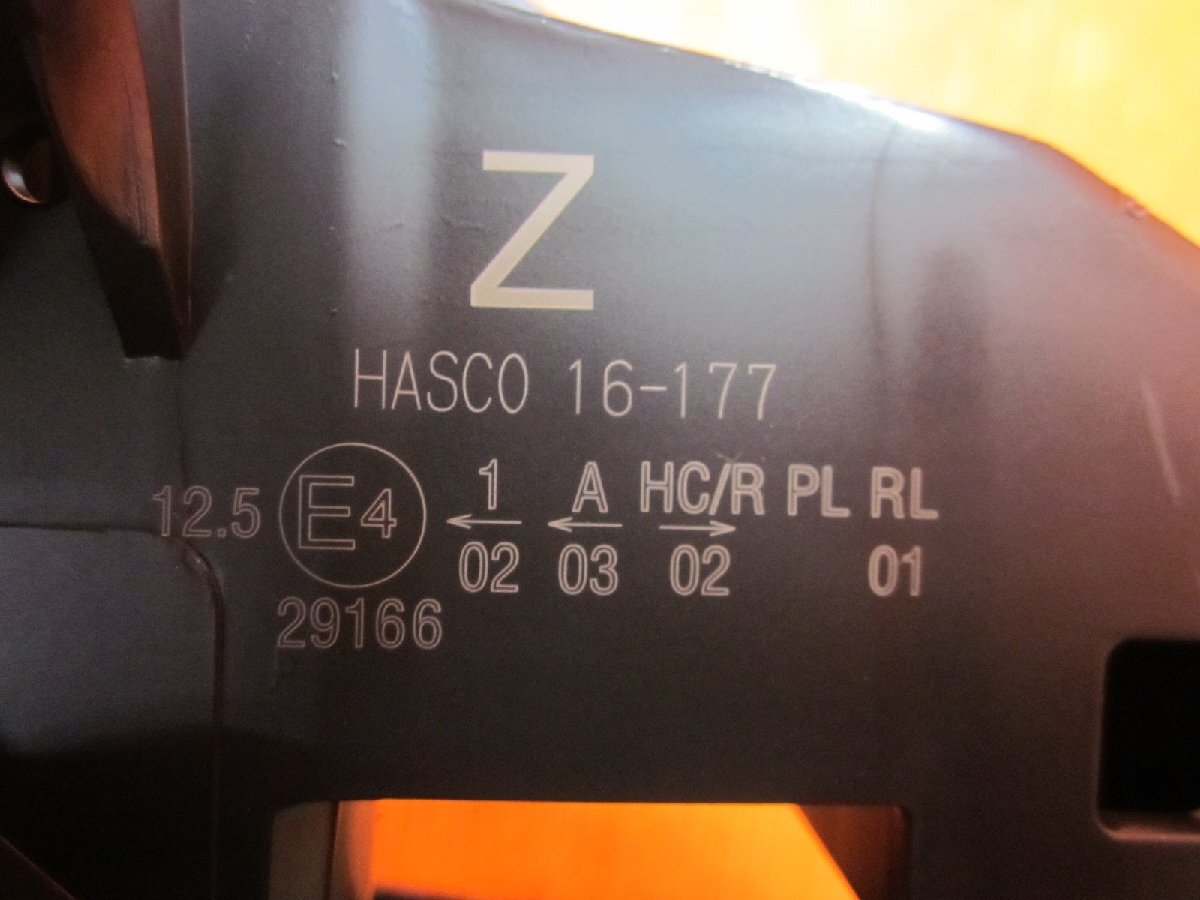 Z
HASCO 16-177
1 A HC/R PL RL
12.5 E4 ← ← →
02 03 02 01
29166